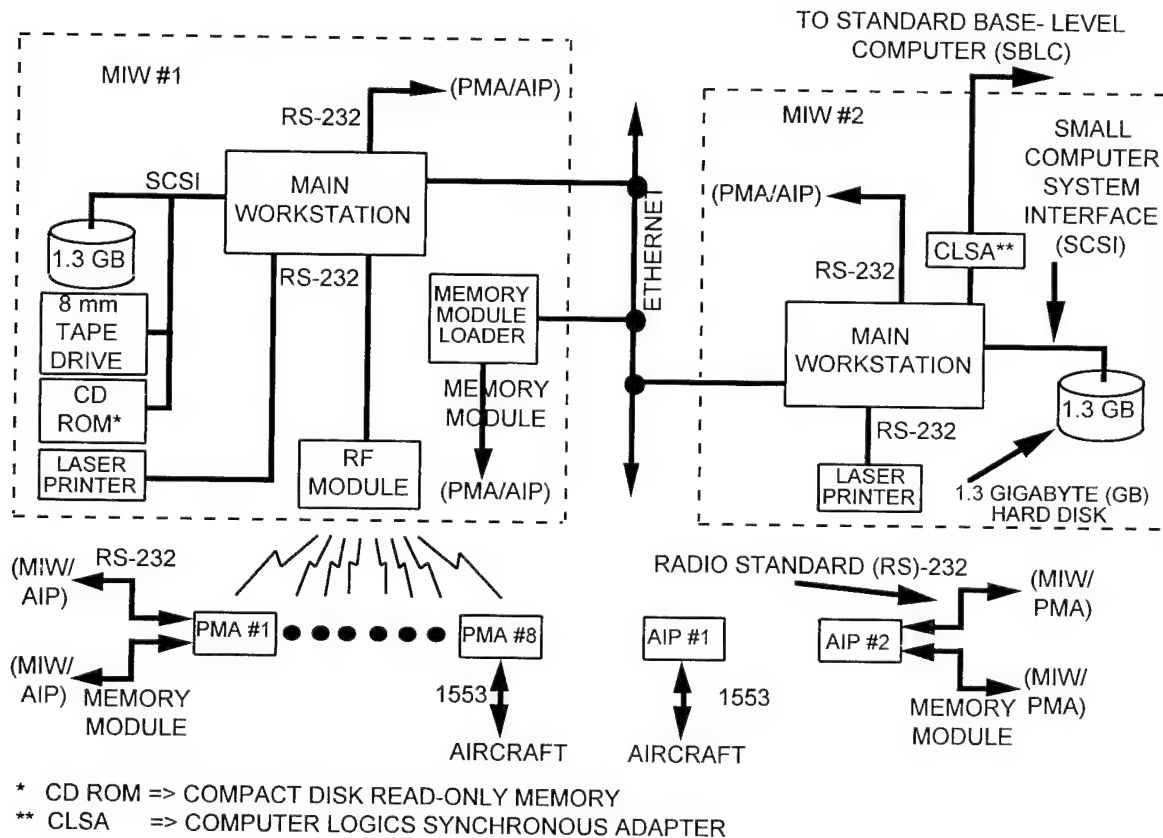 TO STANDARD BASE- LEVEL
COMPUTER (SBLC)
MIW #1
(PMA/AIP)
RS-232
SCSI
MAIN
WORKSTATION
1.3 GB
8 mm
TAPE
DRIVE
CD
ROM*
LASER
PRINTER
RS-232
RF
MODULE
MEMORY
MODULE
LOADER
MEMORY
MODULE
(PMA/AIP)
ETHERNET
MIW #2
SMALL
COMPUTER
SYSTEM
INTERFACE
(SCSI)
(PMA/AIP)
CLSA**
RS-232
MAIN
WORKSTATION
1.3 GB
RS-232
LASER
PRINTER
1.3 GIGABYTE (GB)
HARD DISK
(MIW/
AIP)
RS-232
PMA #1
PMA #8
(MIW/
AIP)
MEMORY
MODULE
1553
AIRCRAFT
RADIO STANDARD (RS)-232
AIP #1
AIP #2
(MIW/
PMA)
1553
AIRCRAFT
MEMORY
MODULE
(MIW/
PMA)
* CD ROM => COMPACT DISK READ-ONLY MEMORY
** CLSA => COMPUTER LOGICS SYNCHRONOUS ADAPTER